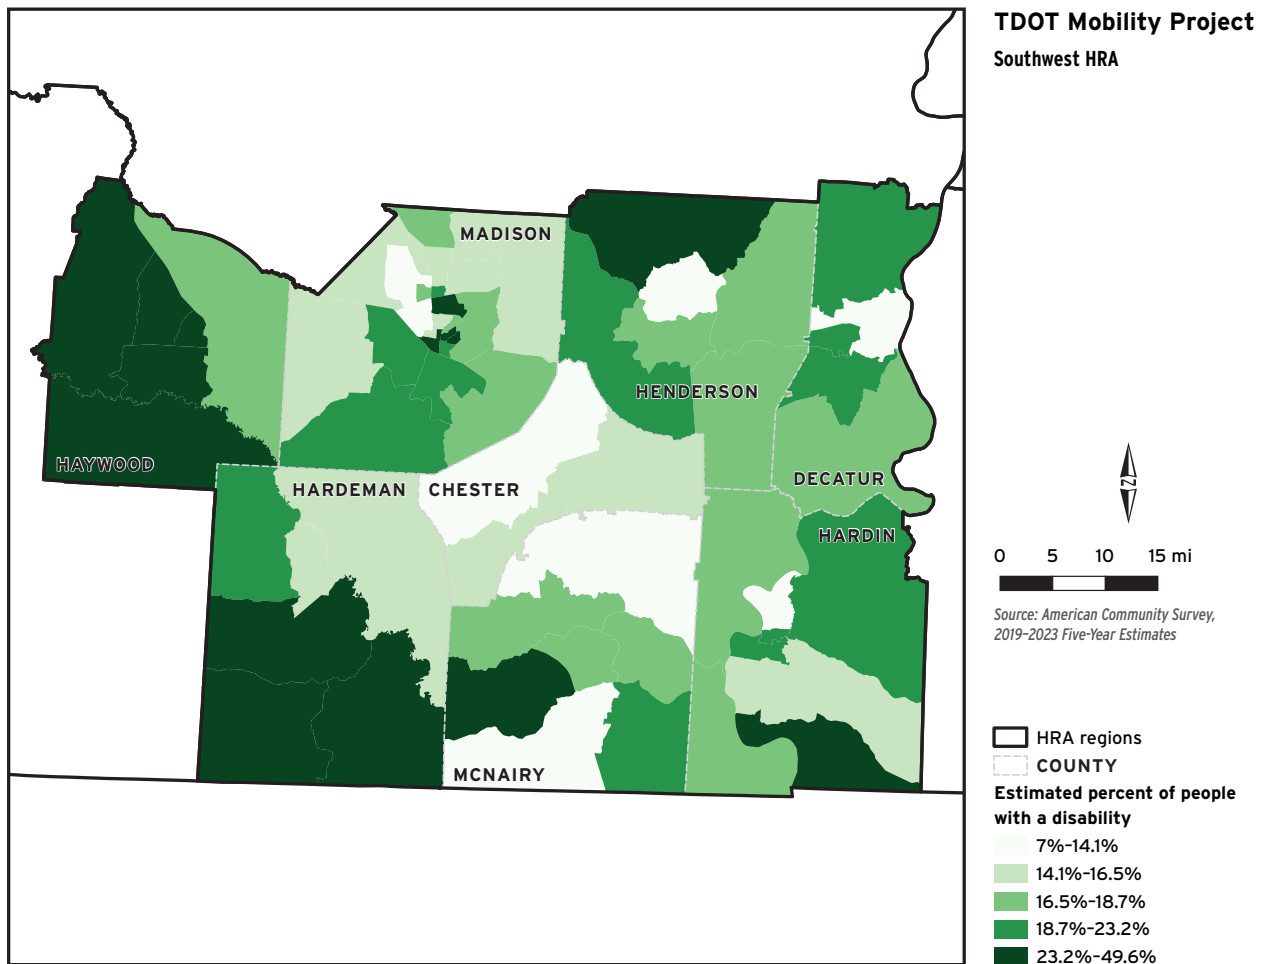 TDOT Mobility Project
Southwest HRA
MADISON
HENDERSON
HAYWOOD
HARDEMAN
CHESTER
DECATUR
HARDIN
MCNAIRY
N
0 5 10 15 mi
Source: American Community Survey,
2019-2023 Five-Year Estimates
HRA regions
COUNTY
Estimated percent of people
with a disability
7%-14.1%
14.1%-16.5%
16.5%-18.7%
18.7%-23.2%
23.2%-49.6%